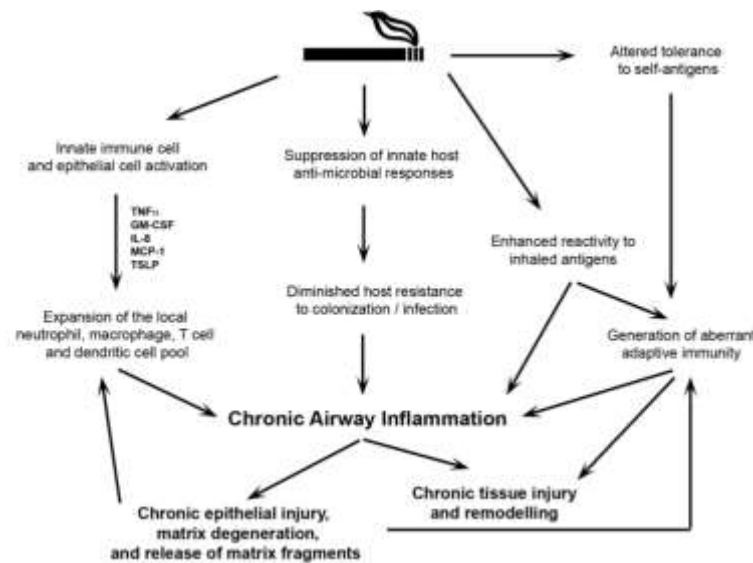 Altered tolerance
to self-antigens
Innate immune cell
and epithelial cell activation
Suppression of innate host
anti-microbial responses
TNFα
GM-CSF
IL-8
MCP-1
TSLP
Enhanced reactivity to
inhaled antigens
Expansion of the local
neutrophil, macrophage, T cell
and dendritic cell pool
Diminished host resistance
to colonization / infection
Generation of aberrant
adaptive immunity
Chronic Airway Inflammation
Chronic epithelial injury,
matrix degeneration,
and release of matrix fragments
Chronic tissue injury
and remodelling